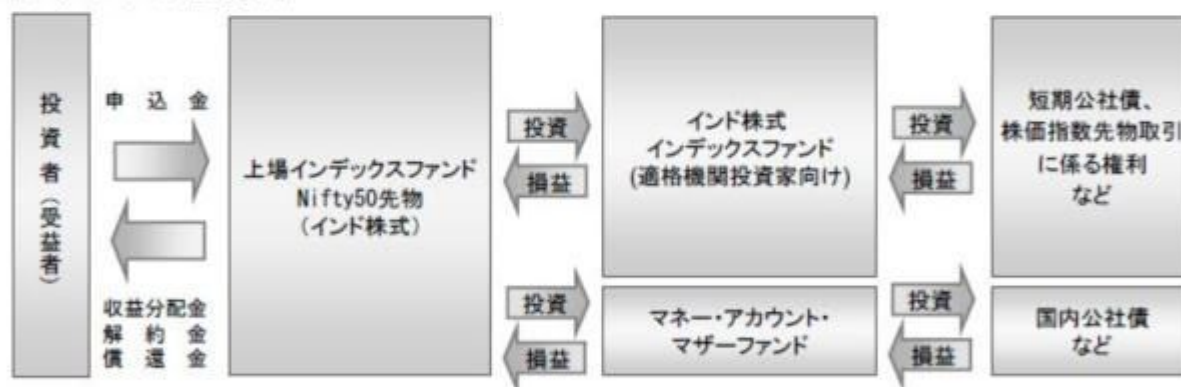 投資者(受益者)
申込金
収益分配金
解約金
償還金
上場インデックスファンド
Nifty50先物
(インド株式)
投資
損益
インド株式
インデックスファンド
(適格機関投資家向け)
投資
損益
短期公社債、
株価指数先物取引
に係る権利
など
投資
損益
マネー・アカウント・
マザーファンド
投資
損益
国内公社債
など